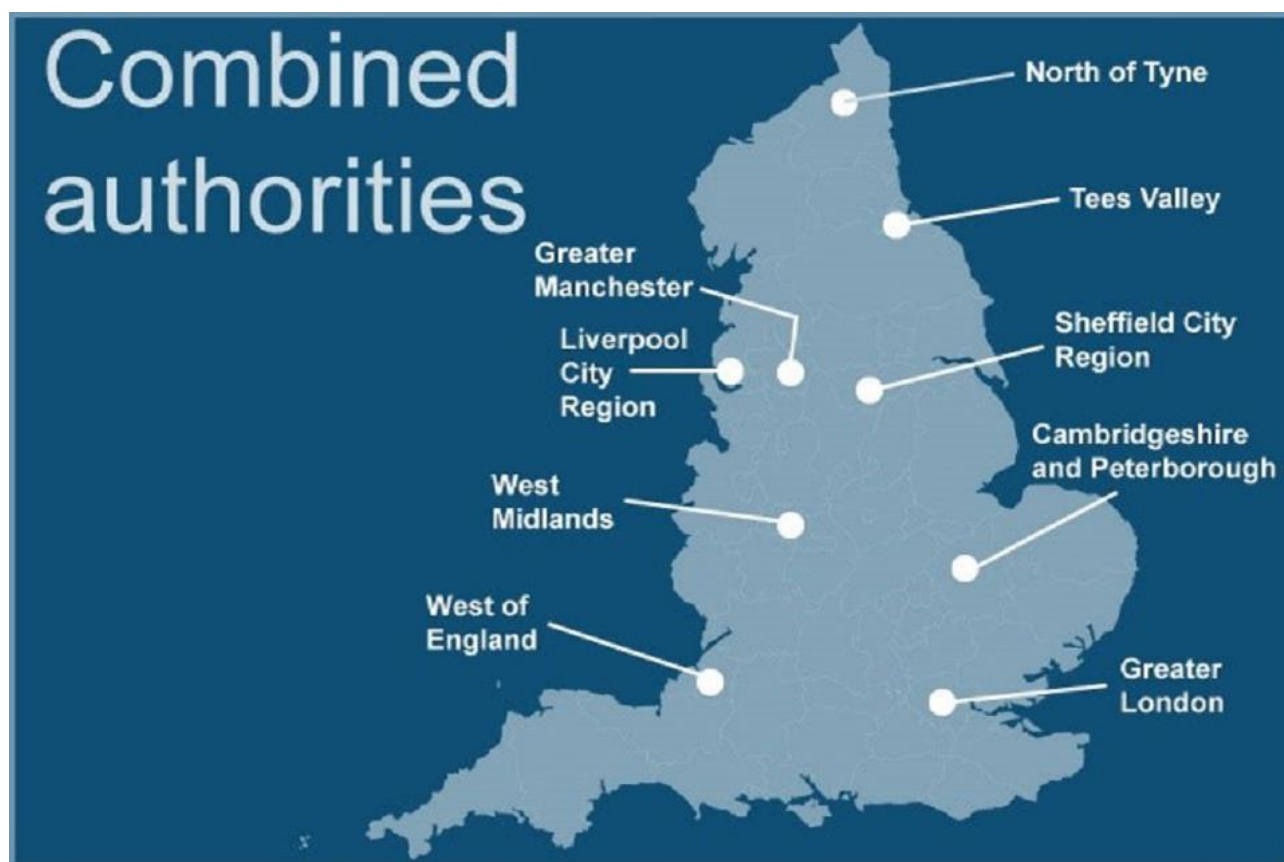 Combined
authorities
North of Tyne
Tees Valley
Greater
Manchester
Sheffield City
Region
Liverpool
City
Region
Cambridgeshire
and Peterborough
West
Midlands
West of
England
Greater
London